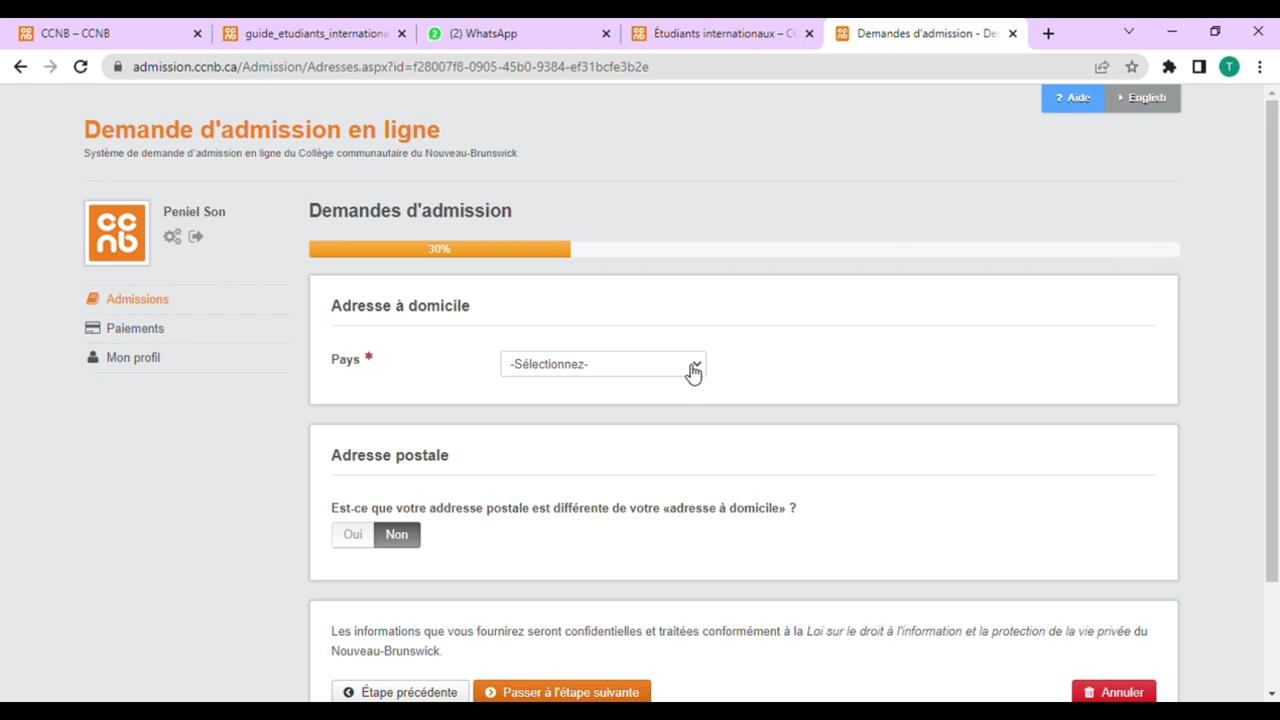 CCNB – CCNB
guide_etudiants_internationa
2
(2) WhatsApp
Étudiants internationaux – C
Demandes d'admission - De
admission.ccnb.ca/Admission/Adresses.aspx?id=f28007f8-0905-45b0-9384-ef31bcfe3b2e
T
? Aide
English
Demande d'admission en ligne
Système de demande d'admission en ligne du Collège communautaire du Nouveau-Brunswick
cc
nb
Peniel Son
Admissions
Paiements
Mon profil
Demandes d'admission
30%
Adresse à domicile
Pays *
-Sélectionnez-
Adresse postale
Est-ce que votre addresse postale est différente de votre «adresse à domicile» ?
Oui Non
Les informations que vous fournirez seront confidentielles et traitées conformément à la Loi sur le droit à l'information et la protection de la vie privée du
Nouveau-Brunswick.
Étape précédente
Passer à l'étape suivante
Annuler